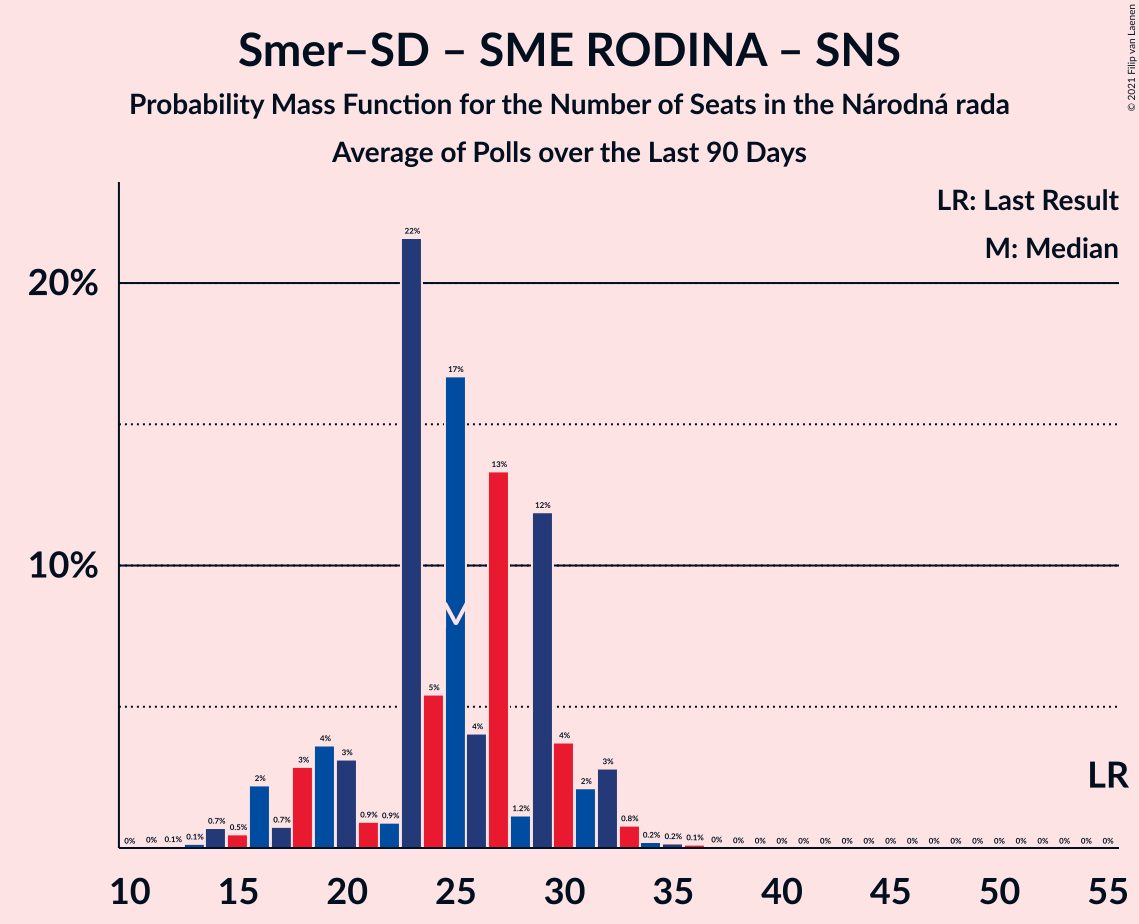 © 2021 Filip van Laenen
Smer–SD – SME RODINA – SNS
Probability Mass Function for the Number of Seats in the Národná rada
Average of Polls over the Last 90 Days
LR: Last Result
M: Median
22%
20%
17%
13%
12%
10%
5%
4%
4%
4%
3%
3%
3%
2%
2%
LR
1.2%
0.9% 0.9%
0.8%
0.7% 0.5% 0.7%
0% 0% 0.1% 0.1% 0.2% 0.2% 0.1% 0% 0% 0% 0% 0% 0% 0% 0% 0% 0% 0% 0% 0% 0% 0% 0% 0% 0% 0%
10 15 20 25 30 35 40 45 50 55